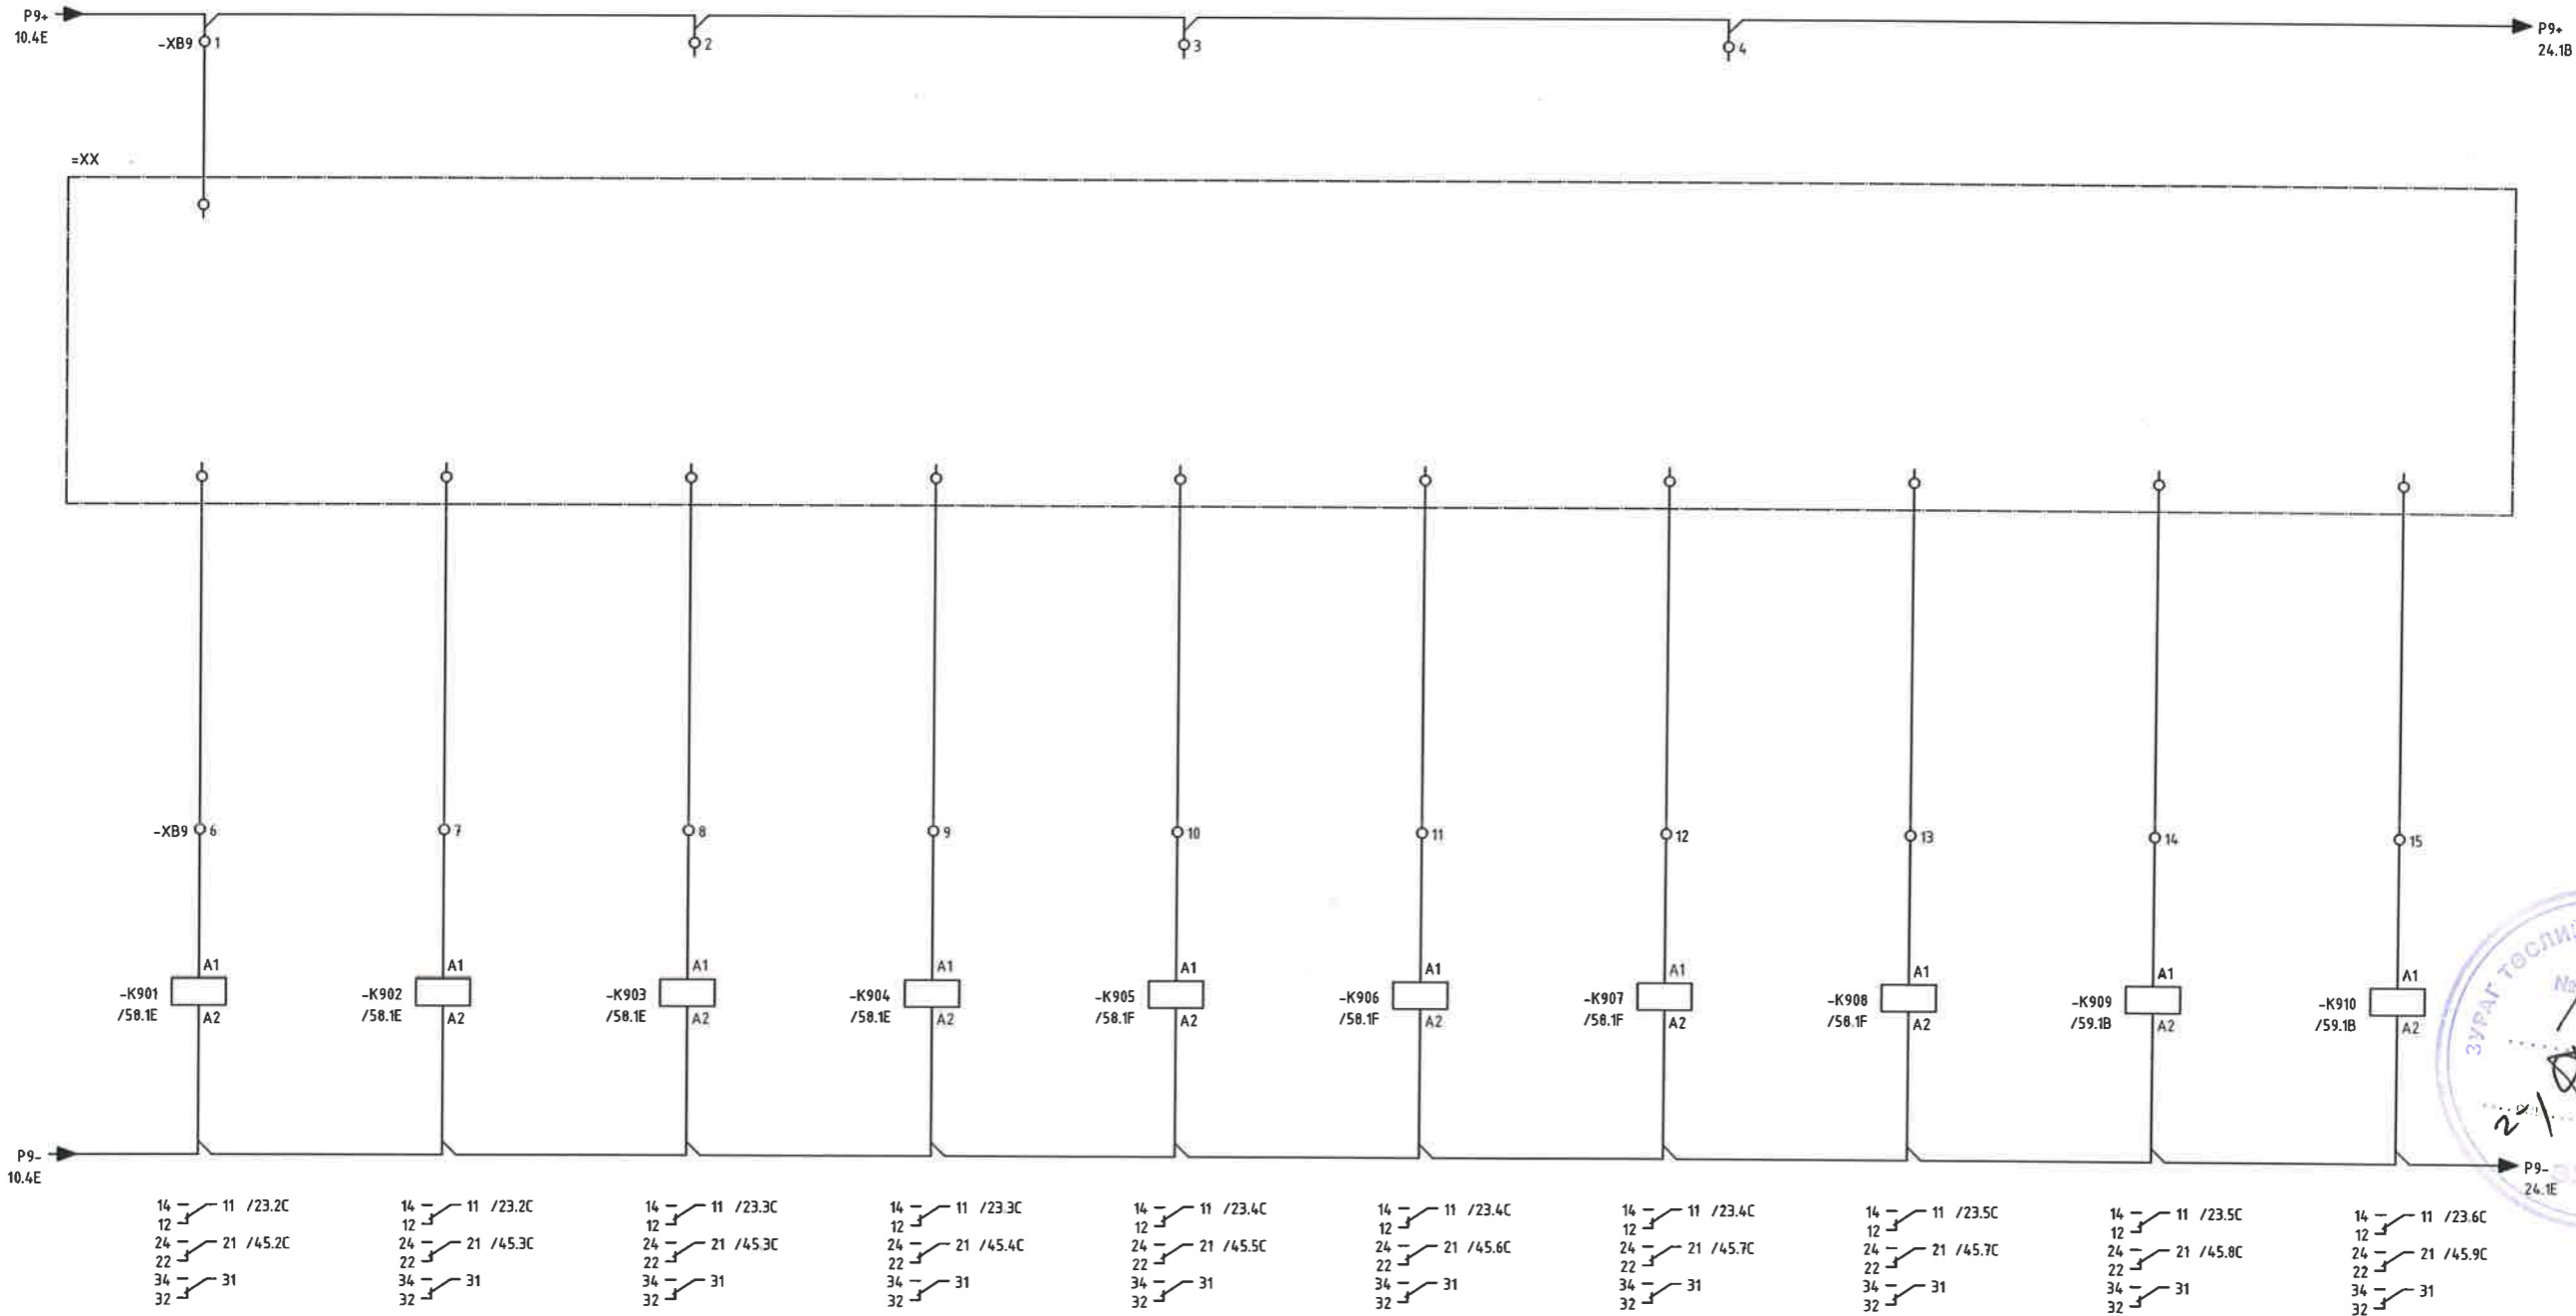 P9+
10.4E
-XB9 1 2 3 4
P9+
24.1B
=XX
-XB9 6 7 8 9 10 11 12 13 14 15
A1 A1 A1 A1 A1 A1 A1 A1 A1 A1
-K901 -K902 -K903 -K904 -K905 -K906 -K907 -K908 -K909 -K910
/58.1E /58.1E /58.1E /58.1E /58.1F /58.1F /58.1F /58.1F /59.1B /59.1B
A2 A2 A2 A2 A2 A2 A2 A2 A2 A2
ЗУРАГ ТӨСЛИЙ
№
P9-
10.4E
P9-
24.1E
14 11 /23.2C 14 11 /23.2C 14 11 /23.3C 14 11 /23.3C 14 11 /23.4C 14 11 /23.4C 14 11 /23.4C 14 11 /23.5C 14 11 /23.5C 14 11 /23.6C
12 12 12 12 12 12 12 12 12 12
24 21 /45.2C 24 21 /45.3C 24 21 /45.3C 24 21 /45.4C 24 21 /45.5C 24 21 /45.6C 24 21 /45.7C 24 21 /45.7C 24 21 /45.8C 24 21 /45.9C
22 22 22 22 22 22 22 22 22 22
34 31 34 31 34 31 34 31 34 31 34 31 34 31 34 31 34 31 34 31
32 32 32 32 32 32 32 32 32 32